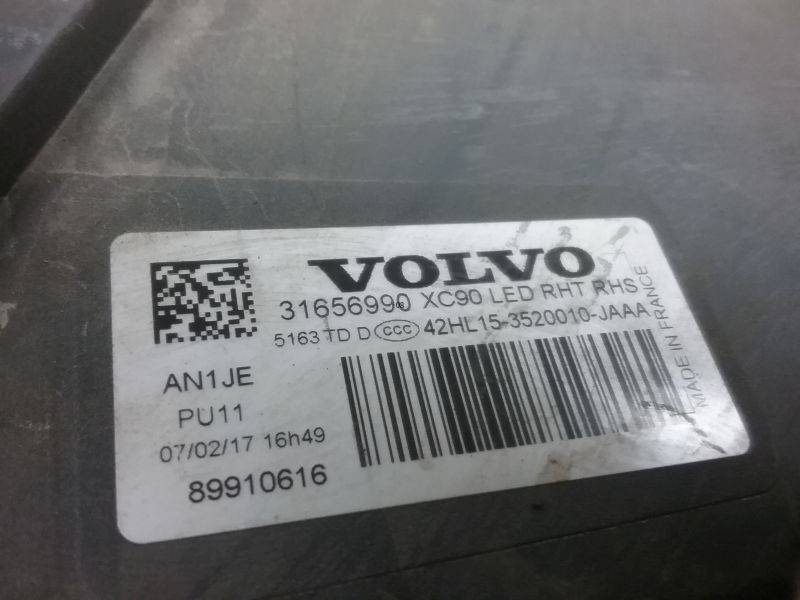 VOLVO
31656990 XC90 LED RHT RHS
5163 TD D CCC 42HL15-3520010-JAAA
AN1JE
PU11
07/02/17 16h49
89910616
MADE IN FRANCE